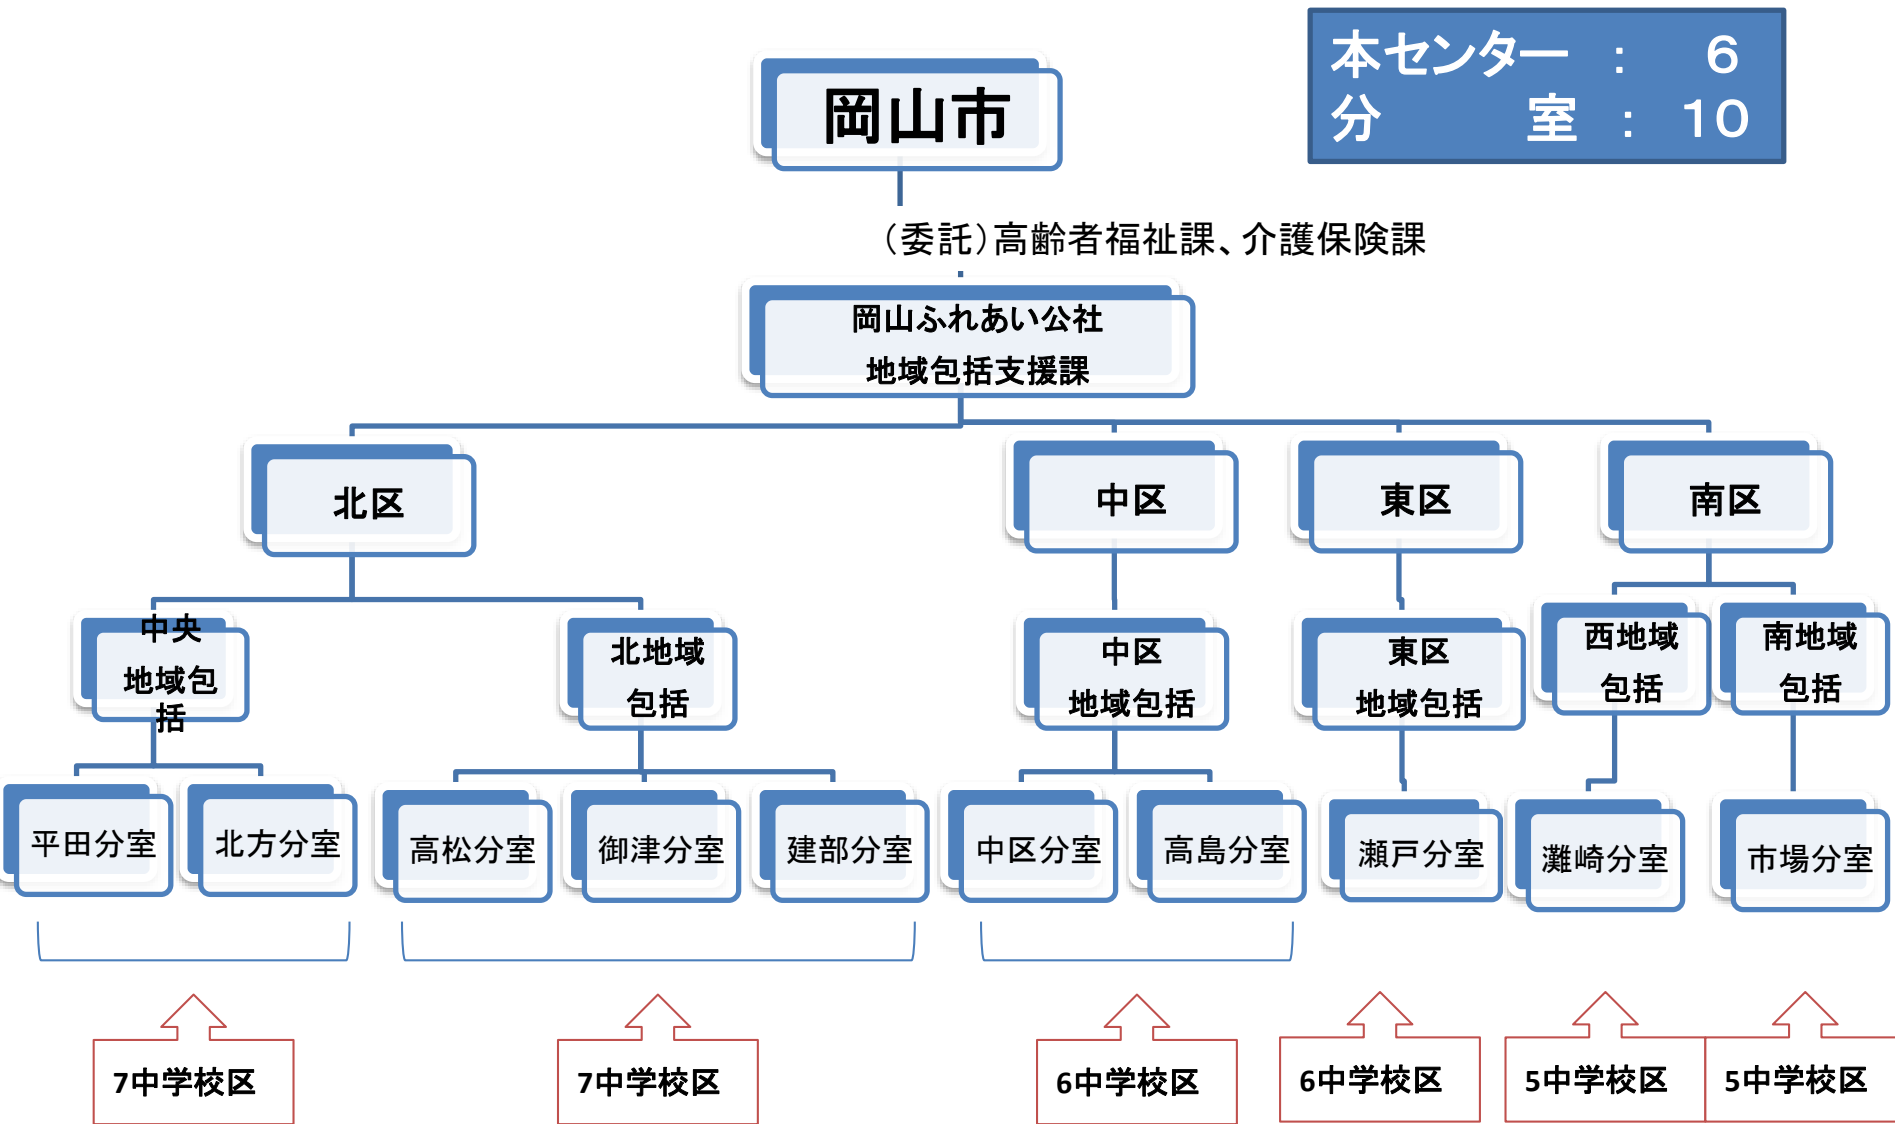 本センター ： 6
分 室 ： 10
岡山市
（委託）高齢者福祉課、介護保険課
岡山ふれあい公社
地域包括支援課
北区
中区
東区
南区
中央
地域包
括
北地域
包括
中区
地域包括
東区
地域包括
西地域
包括
南地域
包括
平田分室
北方分室
高松分室
御津分室
建部分室
中区分室
高島分室
瀬戸分室
灘崎分室
市場分室
7中学校区
7中学校区
6中学校区
6中学校区
5中学校区
5中学校区